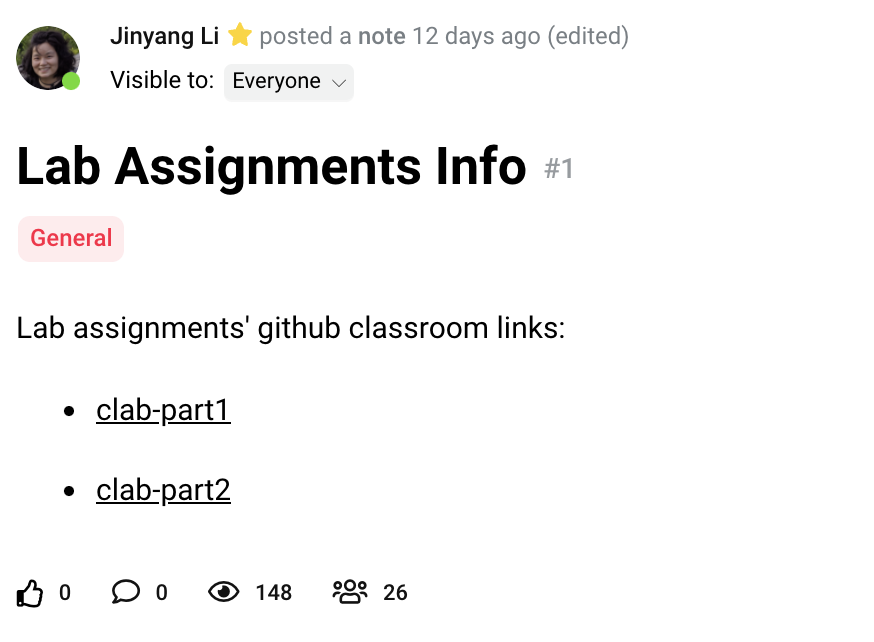 Jinyang Li ⭐ posted a note 12 days ago (edited)
Visible to: Everyone
Lab Assignments Info #1
General
Lab assignments' github classroom links:
• clab-part1
• clab-part2
0 0 148 26